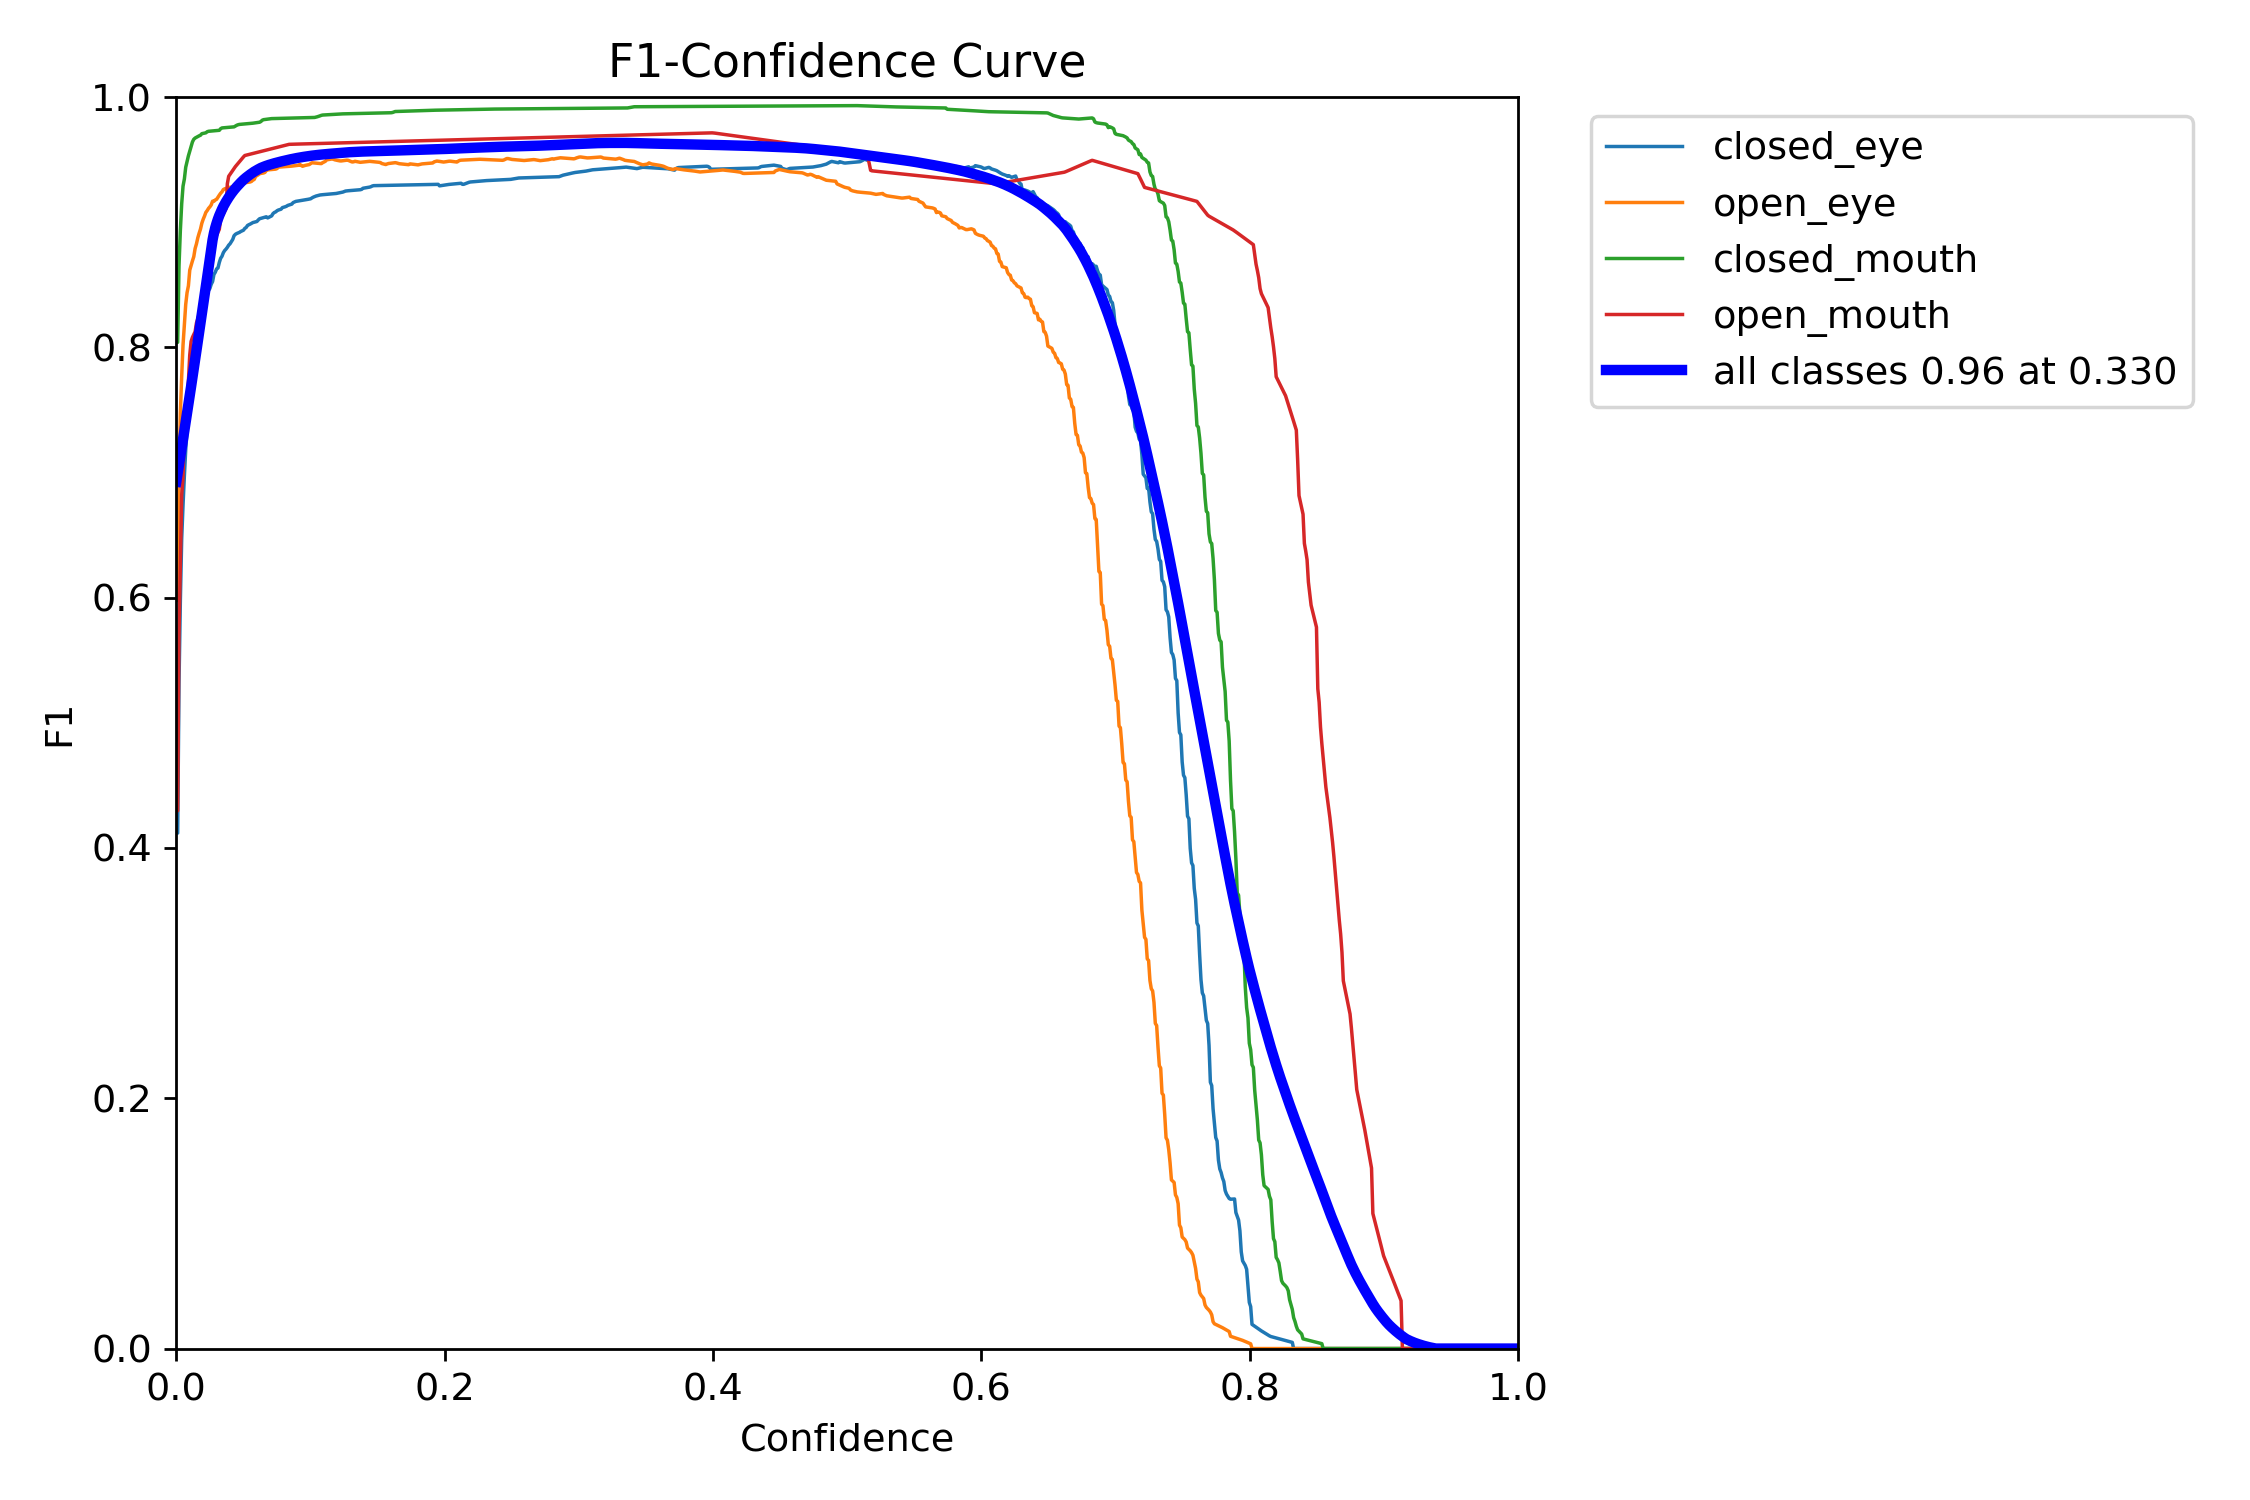 F1-Confidence Curve
1.0
0.8
0.6
0.4
0.2
0.0
F1
0.0 0.2 0.4 0.6 0.8 1.0
Confidence
closed_eye
open_eye
closed_mouth
open_mouth
all classes 0.96 at 0.330